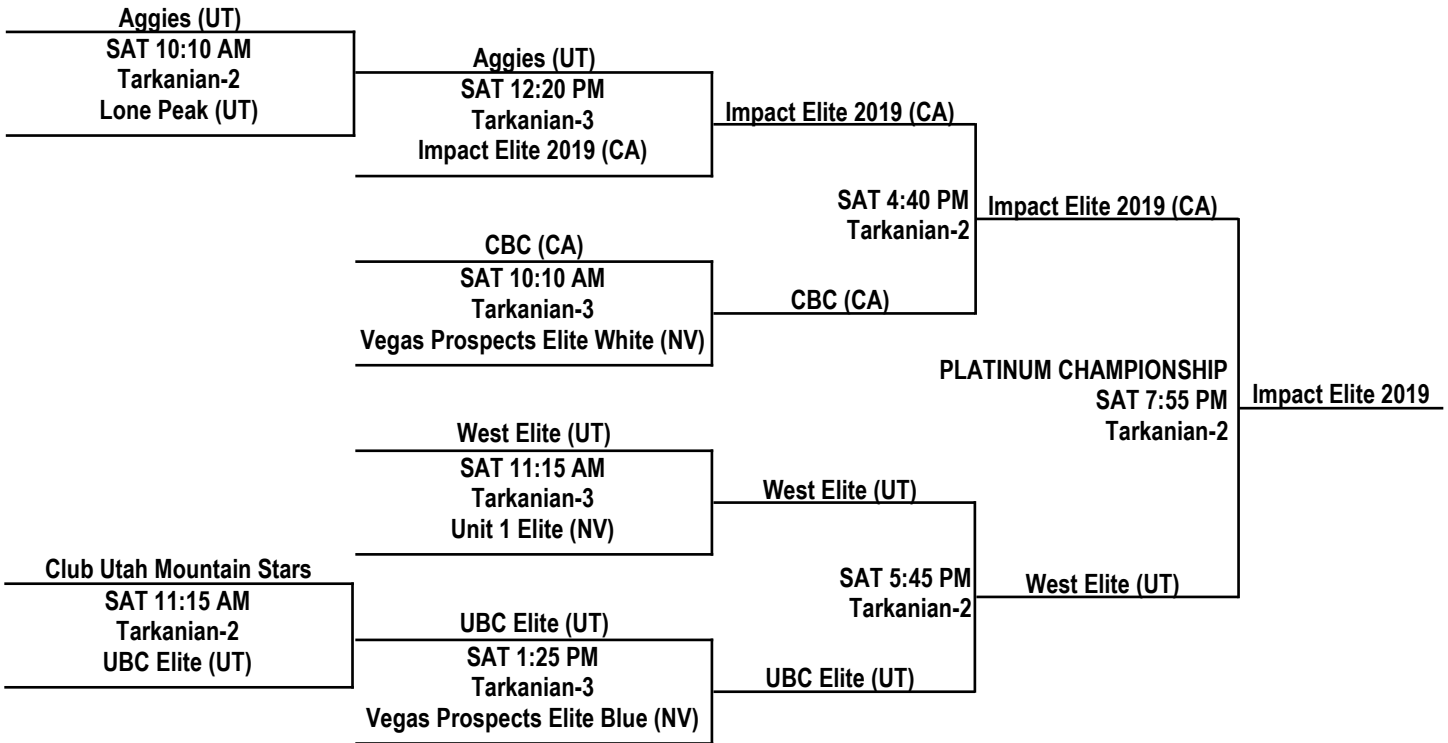 Aggies (UT)
SAT 10:10 AM
Tarkanian-2
Lone Peak (UT)
Aggies (UT)
SAT 12:20 PM
Tarkanian-3
Impact Elite 2019 (CA)
Impact Elite 2019 (CA)
SAT 4:40 PM
Tarkanian-2
Impact Elite 2019 (CA)
CBC (CA)
SAT 10:10 AM
Tarkanian-3
Vegas Prospects Elite White (NV)
CBC (CA)
PLATINUM CHAMPIONSHIP
SAT 7:55 PM
Tarkanian-2
Impact Elite 2019
West Elite (UT)
SAT 11:15 AM
Tarkanian-3
Unit 1 Elite (NV)
West Elite (UT)
Club Utah Mountain Stars
SAT 11:15 AM
Tarkanian-2
UBC Elite (UT)
SAT 5:45 PM
Tarkanian-2
West Elite (UT)
UBC Elite (UT)
SAT 1:25 PM
Tarkanian-3
Vegas Prospects Elite Blue (NV)
UBC Elite (UT)